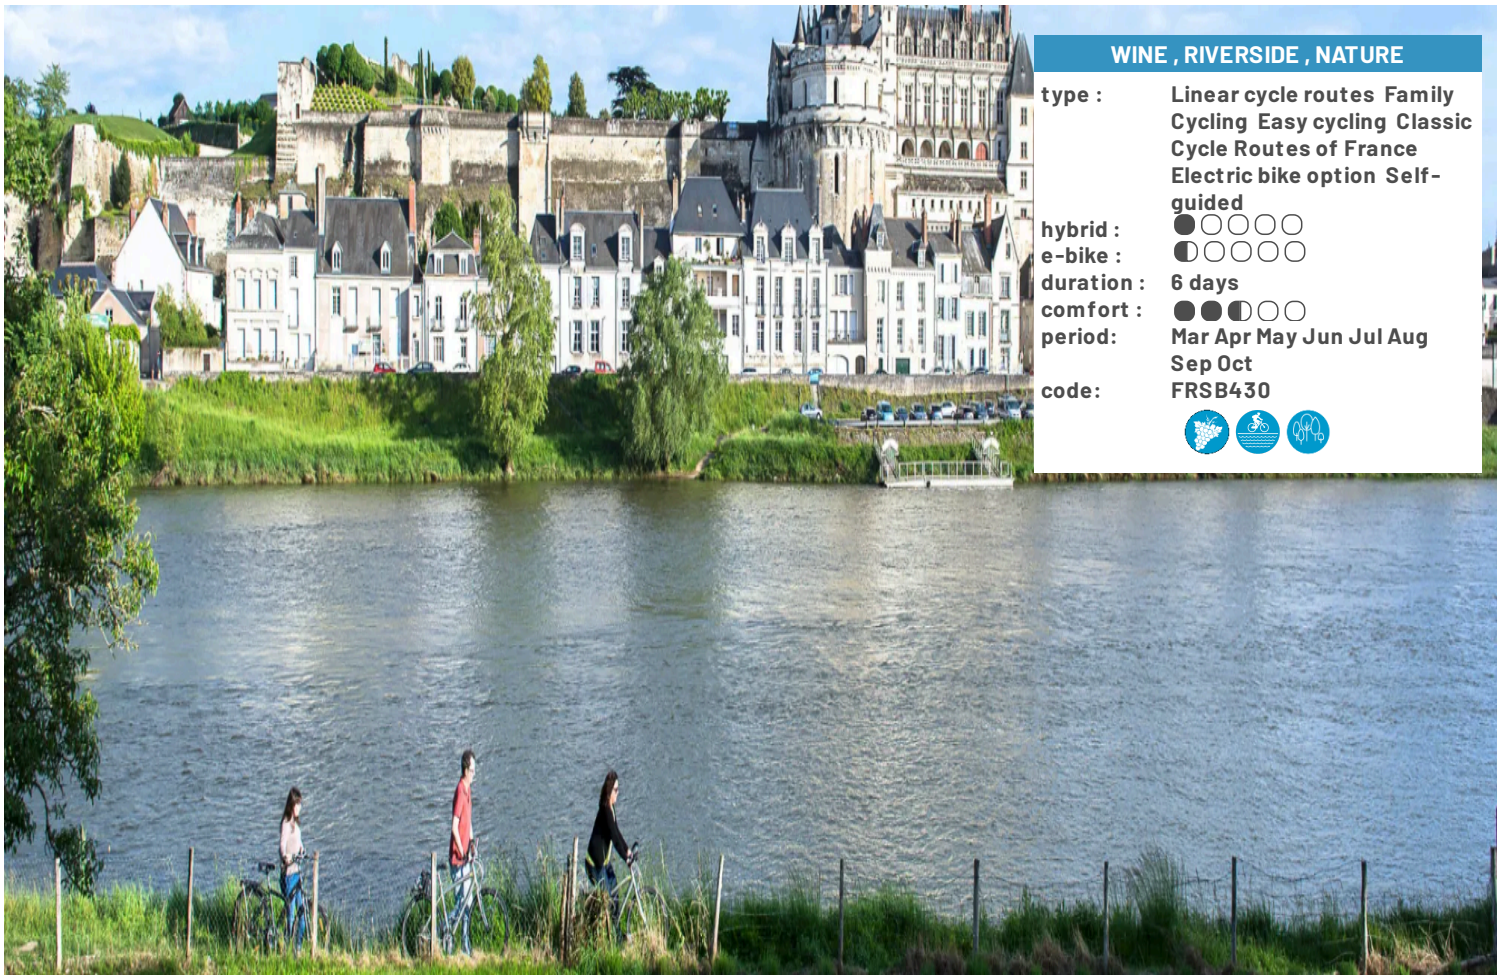 WINE , RIVERSIDE , NATURE
type : Linear cycle routes Family
Cycling Easy cycling Classic
Cycle Routes of France
Electric bike option Self-
guided
hybrid :
e-bike :
duration : 6 days
comfort :
period: Mar Apr May Jun Jul Aug
Sep Oct
code: FRSB430